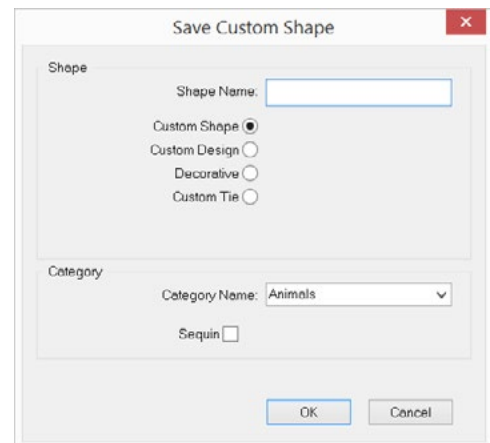 Save Custom Shape
Shape
Shape Name:
Custom Shape
Custom Design
Decorative
Custom Tie
Category
Category Name: Animals
Sequin
OK Cancel